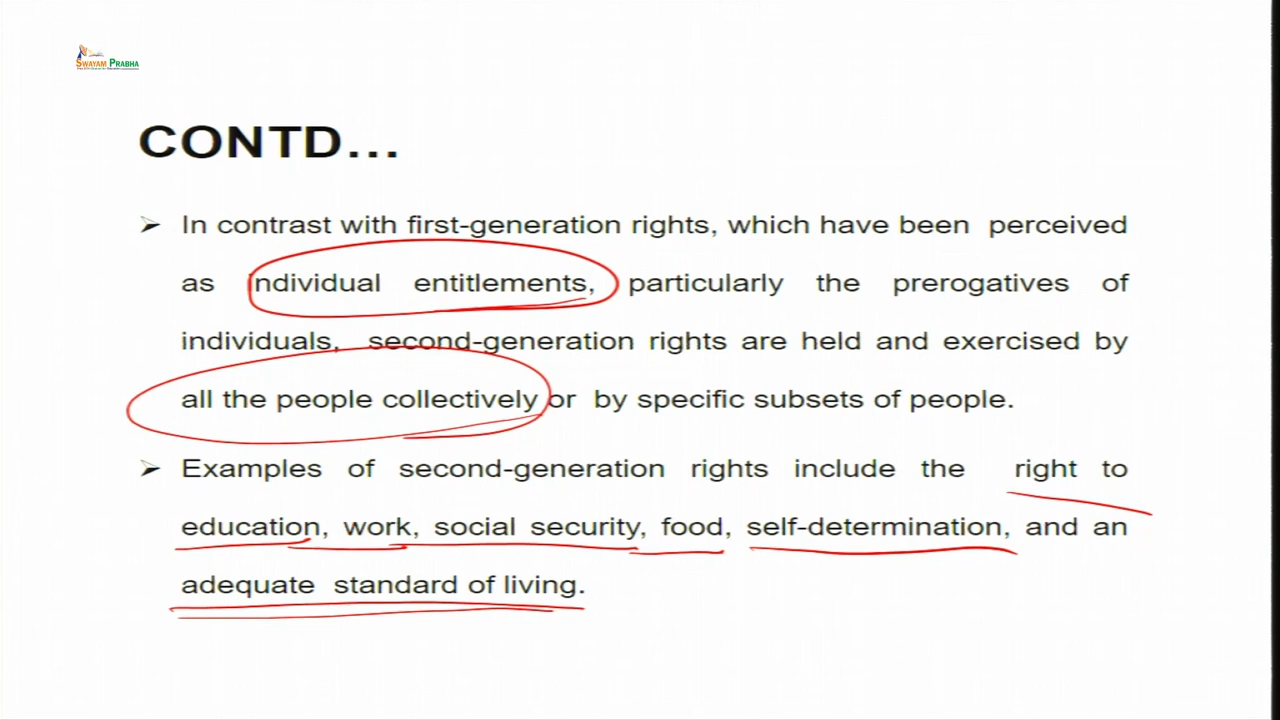 SWAYAM PRABHA
CONTD...
➢ In contrast with first-generation rights, which have been perceived
as individual entitlements, particularly the prerogatives of
individuals, second-generation rights are held and exercised by
all the people collectively or by specific subsets of people.
➢ Examples of second-generation rights include the right to
education, work, social security, food, self-determination, and an
adequate standard of living.